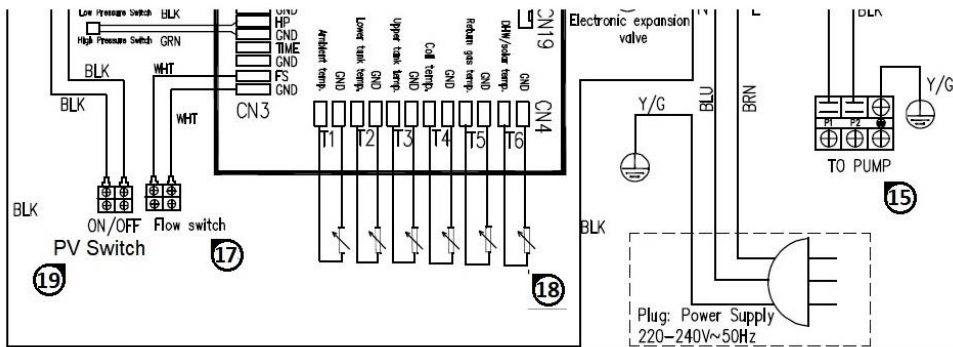 Low Pressure Switch BLK
HP
GND
High Pressure Switch GRN
TIME
GND
FS
GND
CN3
WHT
WHT
BLK
BLK
BLK
ON/OFF
PV Switch
Flow switch
19
17
Ambient temp.
GND
Lower tank temp.
GND
Upper tank temp.
GND
Coil temp.
GND
Return gas temp.
GND
DHW/solar temp.
GND
T1
T2
T3
T4
T5
T6
CN4
CN19
18
Electronic expansion
valve
BLK
Y/G
BLU
BRN
Plug: Power Supply
220-240V~50Hz
BLK
Y/G
P1
P2
TO PUMP
15